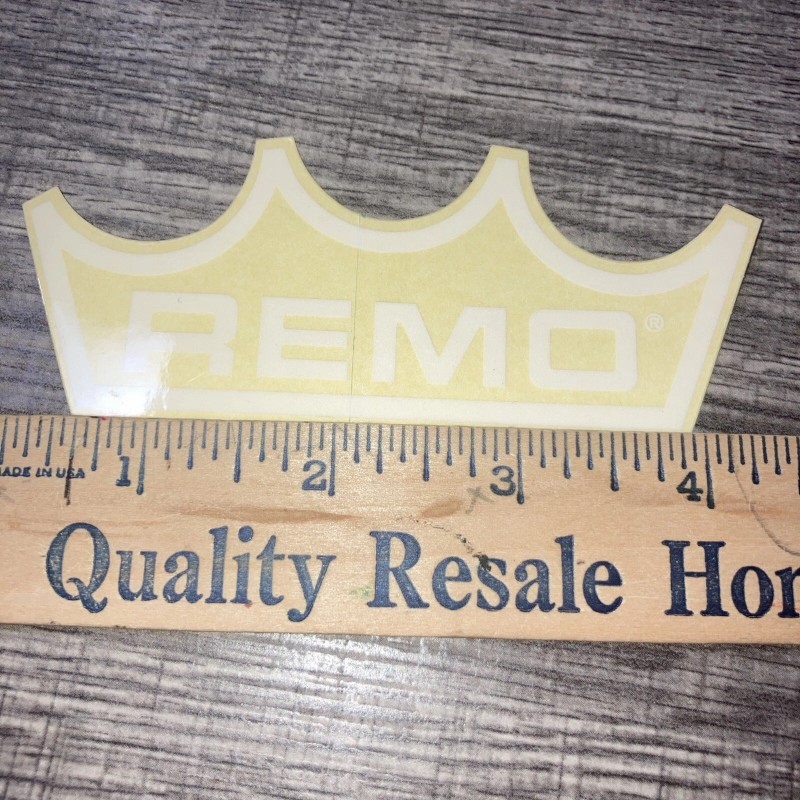 REMO®
1 2 3 4
MADE IN USA
Quality Resale Hor